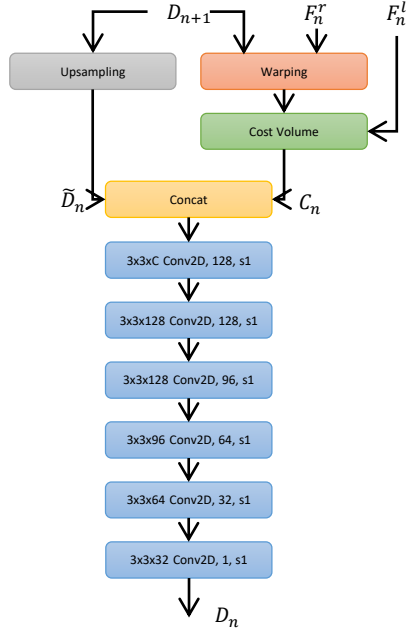 D_{n+1} F_n^r F_n^l
Upsampling Warping
Cost Volume
D̃_n Concat C_n
3x3xC Conv2D, 128, s1
3x3x128 Conv2D, 128, s1
3x3x128 Conv2D, 96, s1
3x3x96 Conv2D, 64, s1
3x3x64 Conv2D, 32, s1
3x3x32 Conv2D, 1, s1
D_n